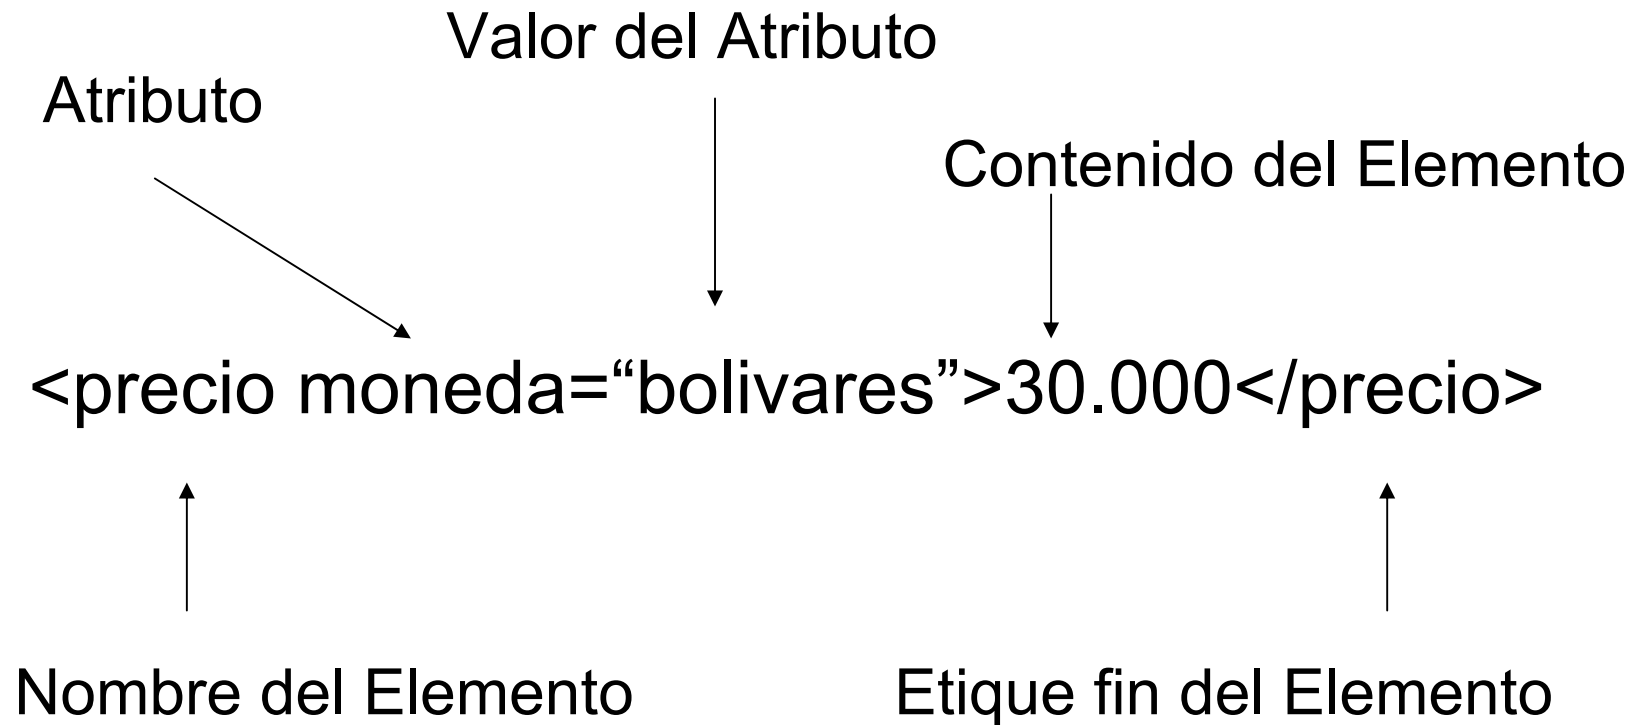 Valor del Atributo
Atributo
Contenido del Elemento
<precio moneda=“bolivares”>30.000</precio>
Nombre del Elemento
Etique fin del Elemento